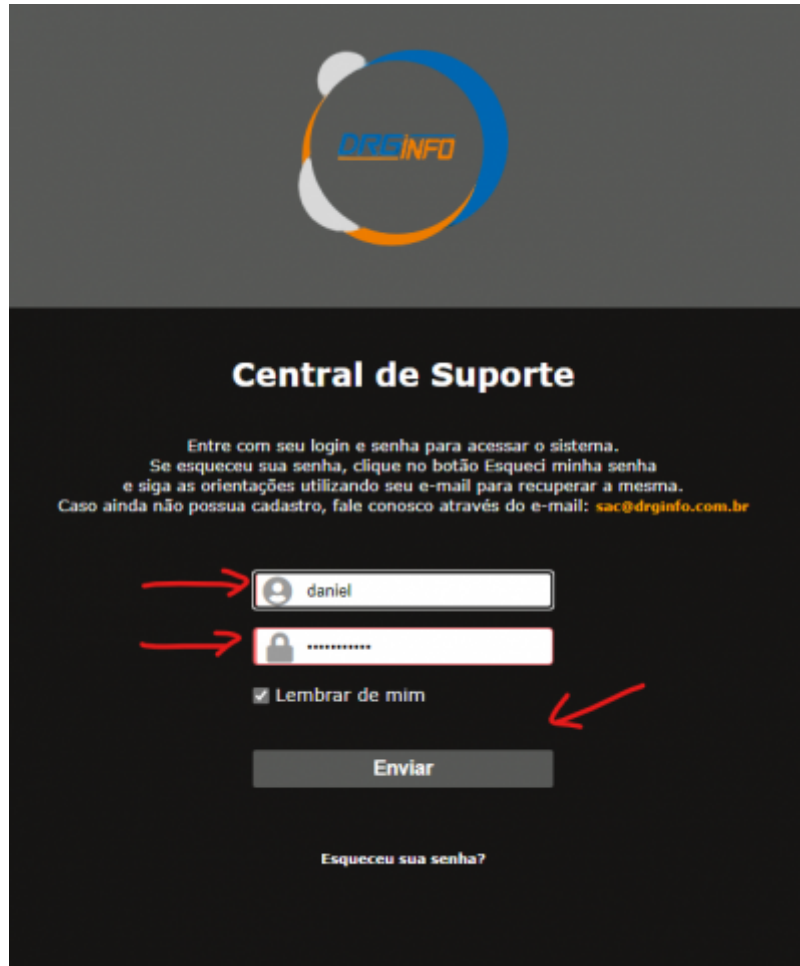 DRGINFO
Central de Suporte
Entre com seu login e senha para acessar o sistema.
Se esqueceu sua senha, clique no botão Esqueci minha senha
e siga as orientações utilizando seu e-mail para recuperar a mesma.
Caso ainda não possua cadastro, fale conosco através do e-mail: sac@drginfo.com.br
daniel
•••••••••••
Lembrar de mim
Enviar
Esqueceu sua senha?